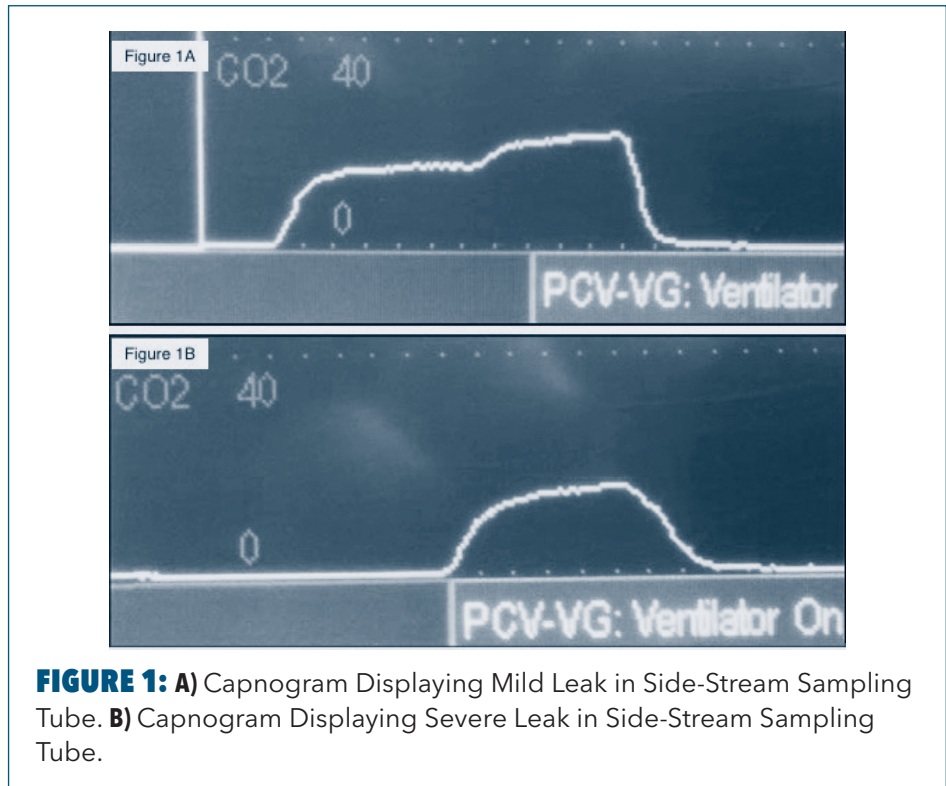 Figure 1A
CO2 40
0
PCV-VG: Ventilator
Figure 1B
CO2 40
0
PCV-VG: Ventilator On
FIGURE 1: A) Capnogram Displaying Mild Leak in Side-Stream Sampling
Tube. B) Capnogram Displaying Severe Leak in Side-Stream Sampling
Tube.